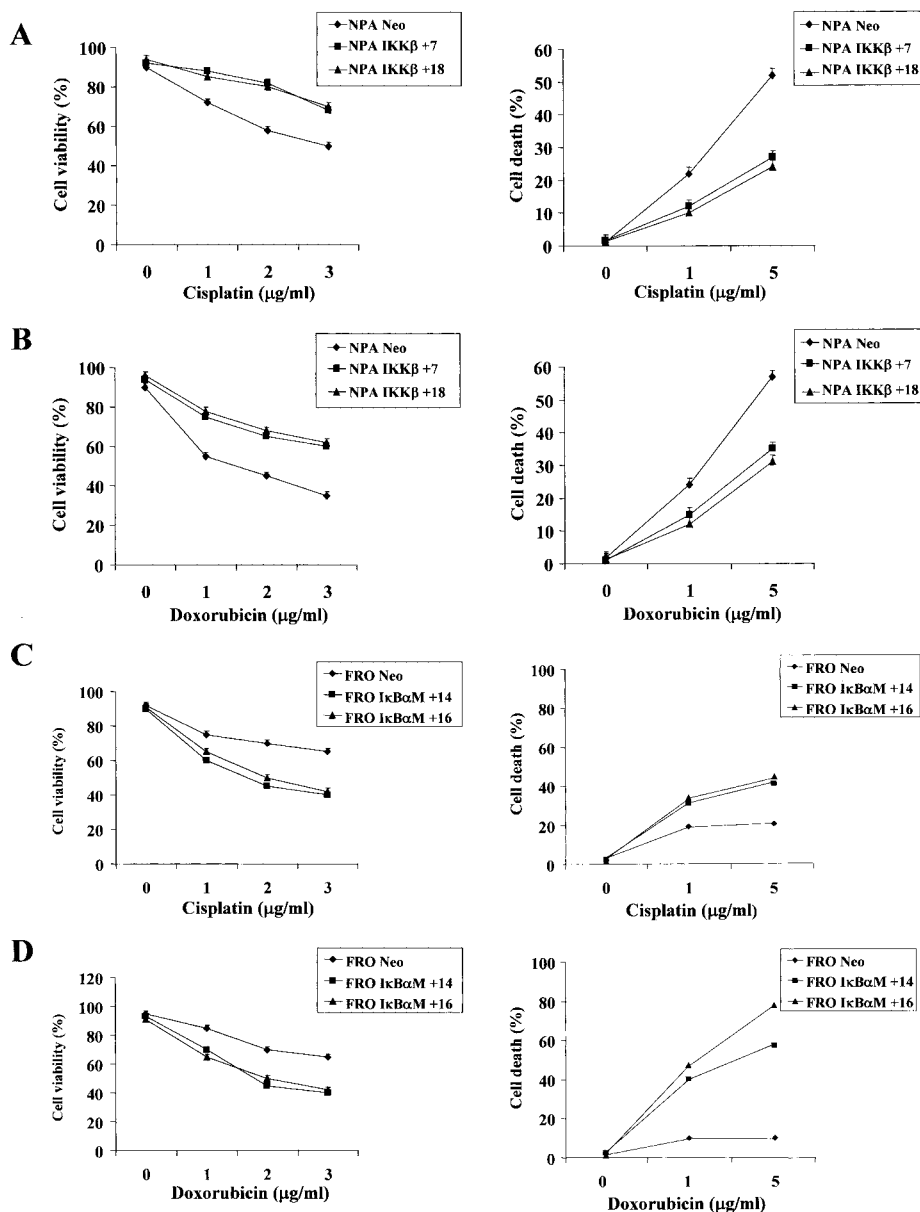 A
NPA Neo
NPA IKKβ +7
NPA IKKβ +18
Cell viability (%)
100
80
60
40
20
0
0 1 2 3
Cisplatin (μg/ml)
NPA Neo
NPA IKKβ +7
NPA IKKβ +18
Cell death (%)
60
50
40
30
20
10
0
0 1 5
Cisplatin (μg/ml)
B
NPA Neo
NPA IKKβ +7
NPA IKKβ +18
Cell viability (%)
100
80
60
40
20
0
0 1 2 3
Doxorubicin (μg/ml)
NPA Neo
NPA IKKβ +7
NPA IKKβ +18
Cell death (%)
60
50
40
30
20
10
0
0 1 5
Doxorubicin (μg/ml)
C
FRO Neo
FRO IκBαM +14
FRO IκBαM +16
Cell viability (%)
100
80
60
40
20
0
0 1 2 3
Cisplatin (μg/ml)
FRO Neo
FRO IκBαM +14
FRO IκBαM +16
Cell death (%)
100
80
60
40
20
0
0 1 5
Cisplatin (μg/ml)
D
FRO Neo
FRO IκBαM +14
FRO IκBαM +16
Cell viability (%)
120
100
80
60
40
20
0
0 1 2 3
Doxorubicin (μg/ml)
FRO Neo
FRO IκBαM +14
FRO IκBαM +16
Cell death (%)
100
80
60
40
20
0
0 1 5
Doxorubicin (μg/ml)